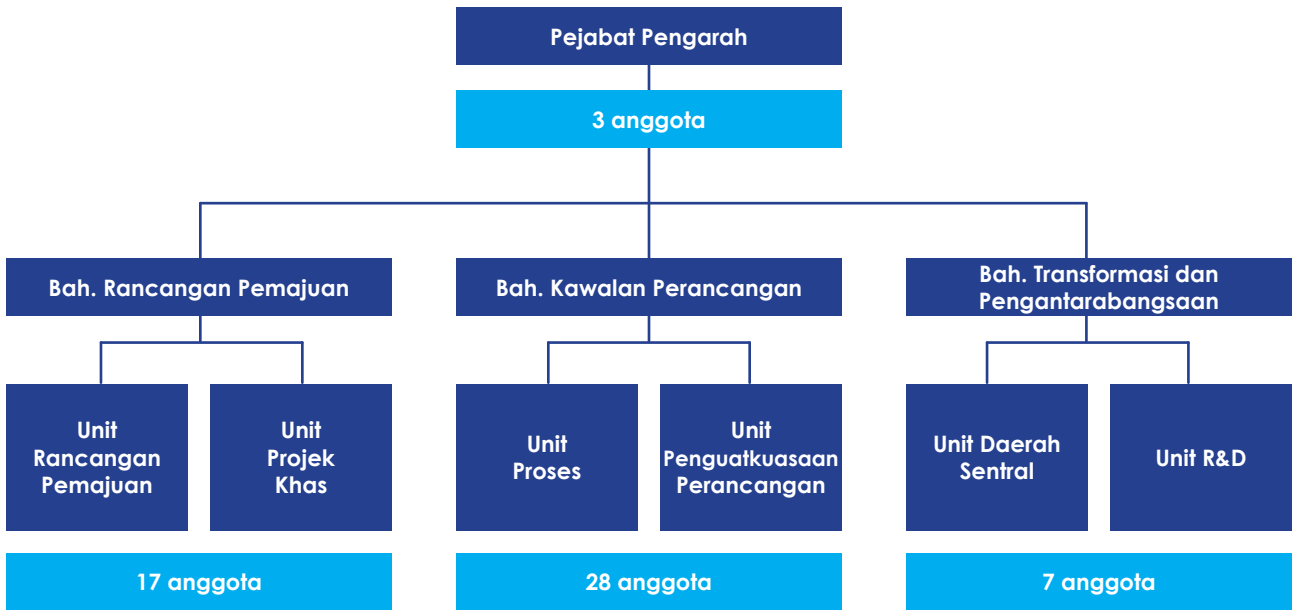 Pejabat Pengarah
3 anggota
Bah. Rancangan Pemajuan
Bah. Kawalan Perancangan
Bah. Transformasi dan
Pengantarabangsaan
Unit
Rancangan
Pemajuan
Unit
Projek
Khas
Unit
Proses
Unit
Penguatkuasaan
Perancangan
Unit Daerah
Sentral
Unit R&D
17 anggota
28 anggota
7 anggota